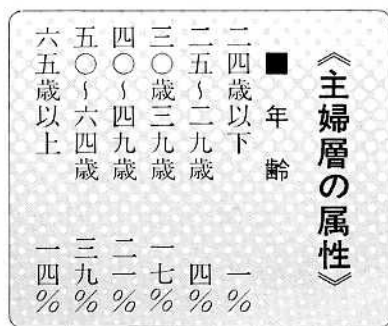 《主婦層の属性》
■年齢
二四歳以下 一%
二五〜二九歳 四%
三〇歳三九歳 一七%
四〇〜四九歳 二一%
五〇〜六四歳 三九%
六五歳以上 一四%